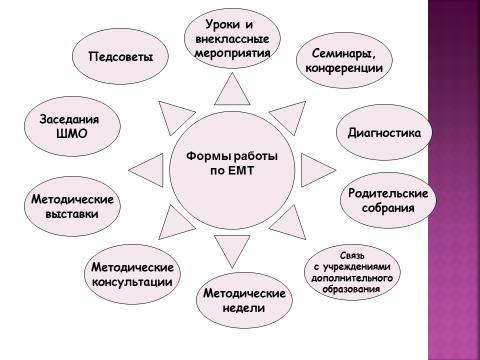 Уроки и
внеклассные
мероприятия
Педсоветы
Семинары,
конференции
Заседания
ШМО
Диагностика
Формы работы
по ЕМТ
Методические
выставки
Родительские
собрания
Методические
консультации
Связь
с учреждениями
дополнительного
образования
Методические
недели